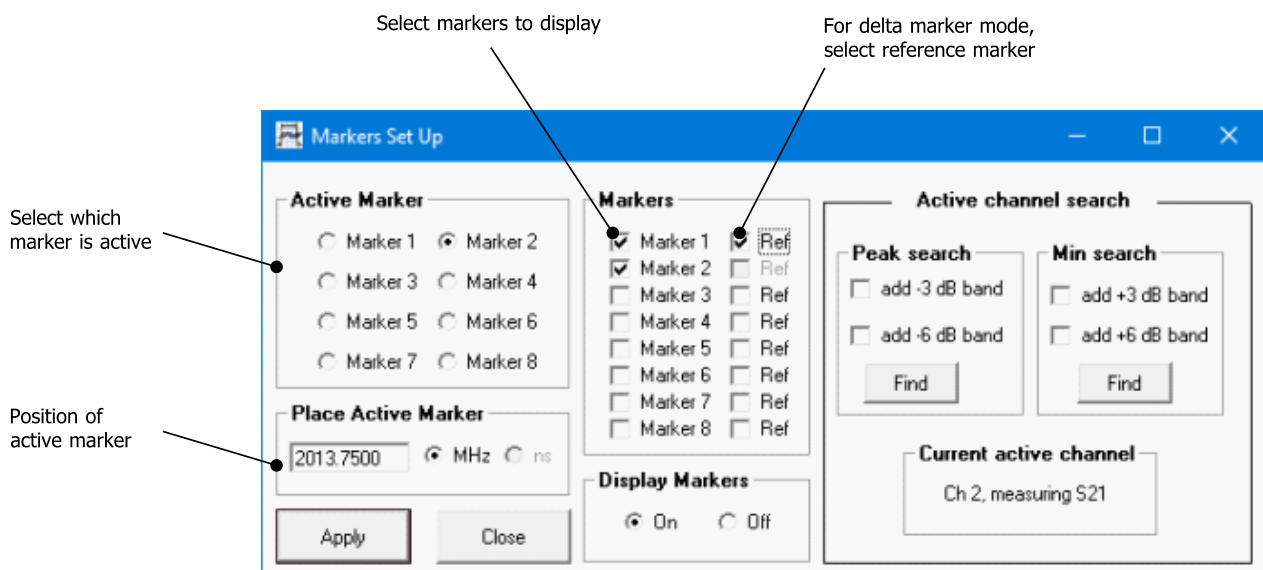 Select markers to display
For delta marker mode,
select reference marker
Markers Set Up
Select which
marker is active
Active Marker
Marker 1 Marker 2
Marker 3 Marker 4
Marker 5 Marker 6
Marker 7 Marker 8
Position of
active marker
Place Active Marker
2013.7500 MHz ns
Apply Close
Markers
Marker 1 Ref
Marker 2 Ref
Marker 3 Ref
Marker 4 Ref
Marker 5 Ref
Marker 6 Ref
Marker 7 Ref
Marker 8 Ref
Display Markers
On Off
Active channel search
Peak search
add -3 dB band
add -6 dB band
Find
Min search
add +3 dB band
add +6 dB band
Find
Current active channel
Ch 2, measuring S21